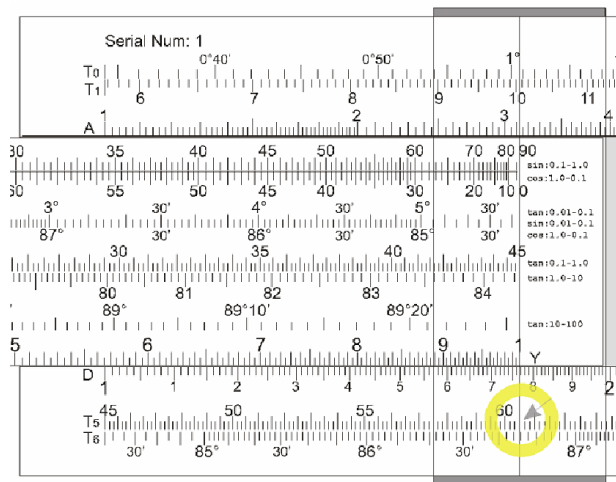 Serial Num: 1
T0 0°40' 0°50' 1°
T1 6 7 8 9 10 11
A 1 2 3 4
30 35 40 45 50 55 60 70 80 90 sin:0.1-1.0
60 55 50 45 40 35 30 20 10 0 cos:1.0-0.1
3° 30' 4° 30' 5° 30' tan:0.01-0.1
sin:0.01-0.1
87° 30' 86° 30' 85° 30' cos:1.0-0.1
30 35 40 45 tan:0.1-1.0
80 81 82 83 84 tan:1.0-10
89° 89°10' 89°20' tan:10-100
5 6 7 8 9 1 Y
D 1 1 2 3 4 5 6 7 8 9 2
T5 45 50 55 60
T6 30' 85° 30' 86° 30' 87°